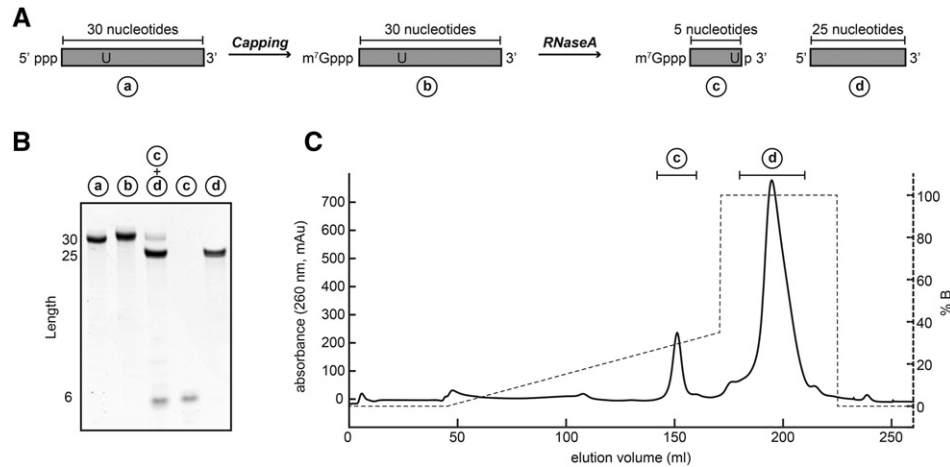 A
30 nucleotides
Capping
30 nucleotides
RNaseA
5 nucleotides
25 nucleotides
5' ppp U 3'
m⁷Gppp U 3'
m⁷Gppp U p 3'
5' 3'
a
b
c
d
B
c
+
a b d c d
30
25
6
Length
C
c
d
absorbance (260 nm, mAu)
700
600
500
400
300
200
100
0
100
80
60
40
20
0
% B
0 50 100 150 200 250
elution volume (ml)